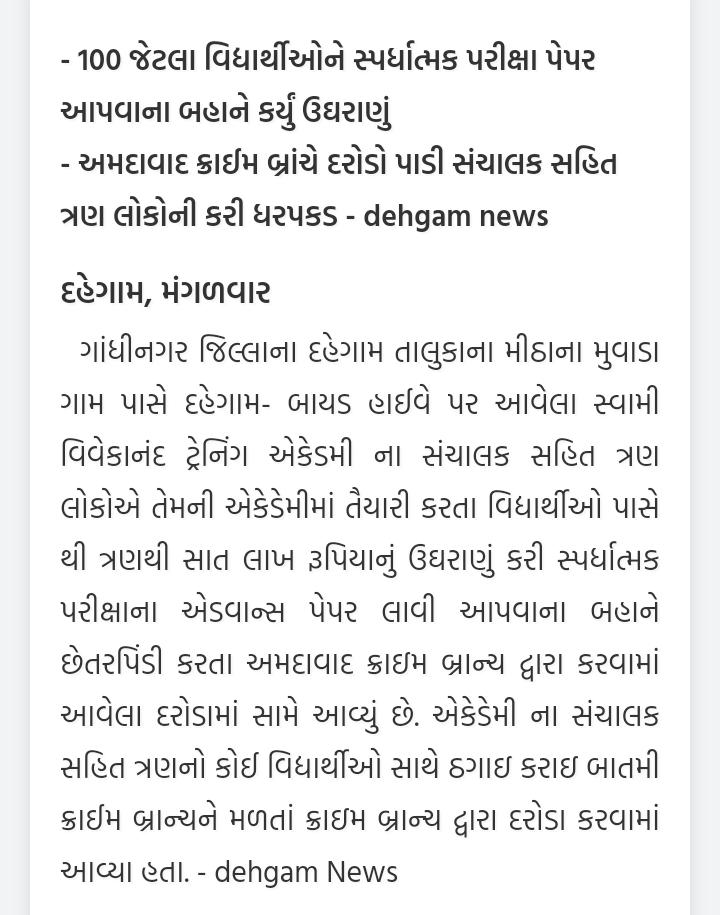 - 100 જેટલા વિદ્યાર્થીઓને સ્પર્ધાત્મક પરીક્ષા પેપર
આપવાના બહાને કર્યું ઉઘરાણું
- અમદાવાદ ક્રાઈમ બ્રાંચે દરોડો પાડી સંચાલક સહિત
ત્રણ લોકોની કરી ધરપકડ - dehgam news
દહેગામ, મંગળવાર
ગાંધીનગર જિલ્લાના દહેગામ તાલુકાના મીઠાના મુવાડા
ગામ પાસે દહેગામ- બાયડ હાઈવે પર આવેલા સ્વામી
વિવેકાનંદ ટ્રેનિંગ એકેડમી ના સંચાલક સહિત ત્રણ
લોકોએ તેમની એકેડેમીમાં તૈયારી કરતા વિદ્યાર્થીઓ પાસે
થી ત્રણથી સાત લાખ રૂપિયાનું ઉઘરાણું કરી સ્પર્ધાત્મક
પરીક્ષાના એડવાન્સ પેપર લાવી આપવાના બહાને
છેતરપિંડી કરતા અમદાવાદ ક્રાઇમ બ્રાન્ચ દ્વારા કરવામાં
આવેલા દરોડામાં સામે આવ્યું છે. એકેડેમી ના સંચાલક
સહિત ત્રણનો કોઈ વિદ્યાર્થીઓ સાથે ઠગાઇ કરાઇ બાતમી
ક્રાઈમ બ્રાન્ચને મળતાં ક્રાઇમ બ્રાન્ચ દ્વારા દરોડા કરવામાં
આવ્યા હતા. - dehgam News